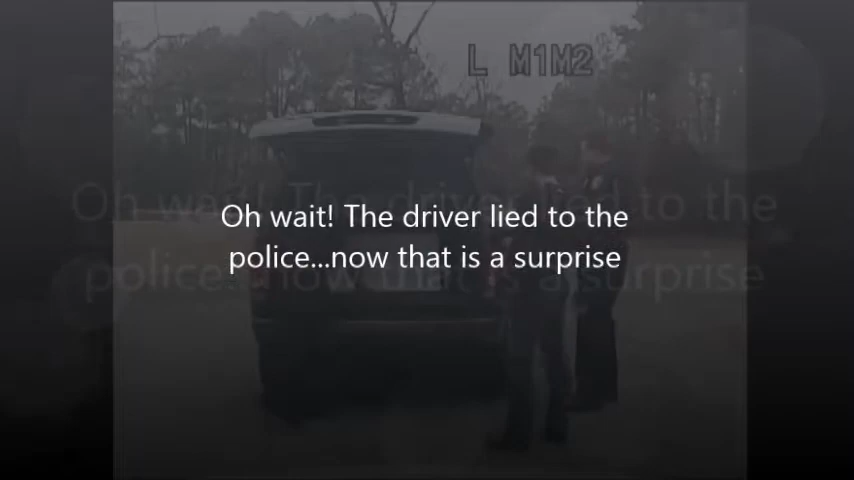 L M1M2
Oh wait! The driver lied to the
police...now that is a surprise